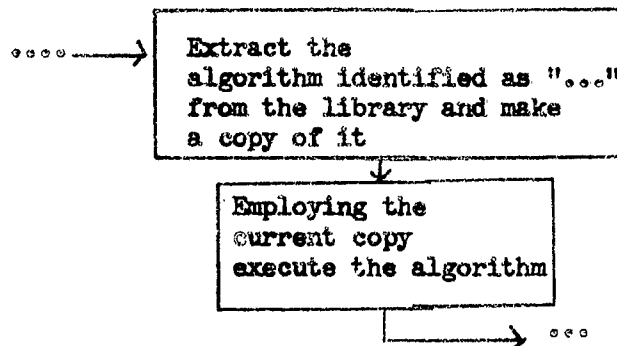 ....
Extract the
algorithm identified as "..."
from the library and make
a copy of it
Employing the
current copy
execute the algorithm
...